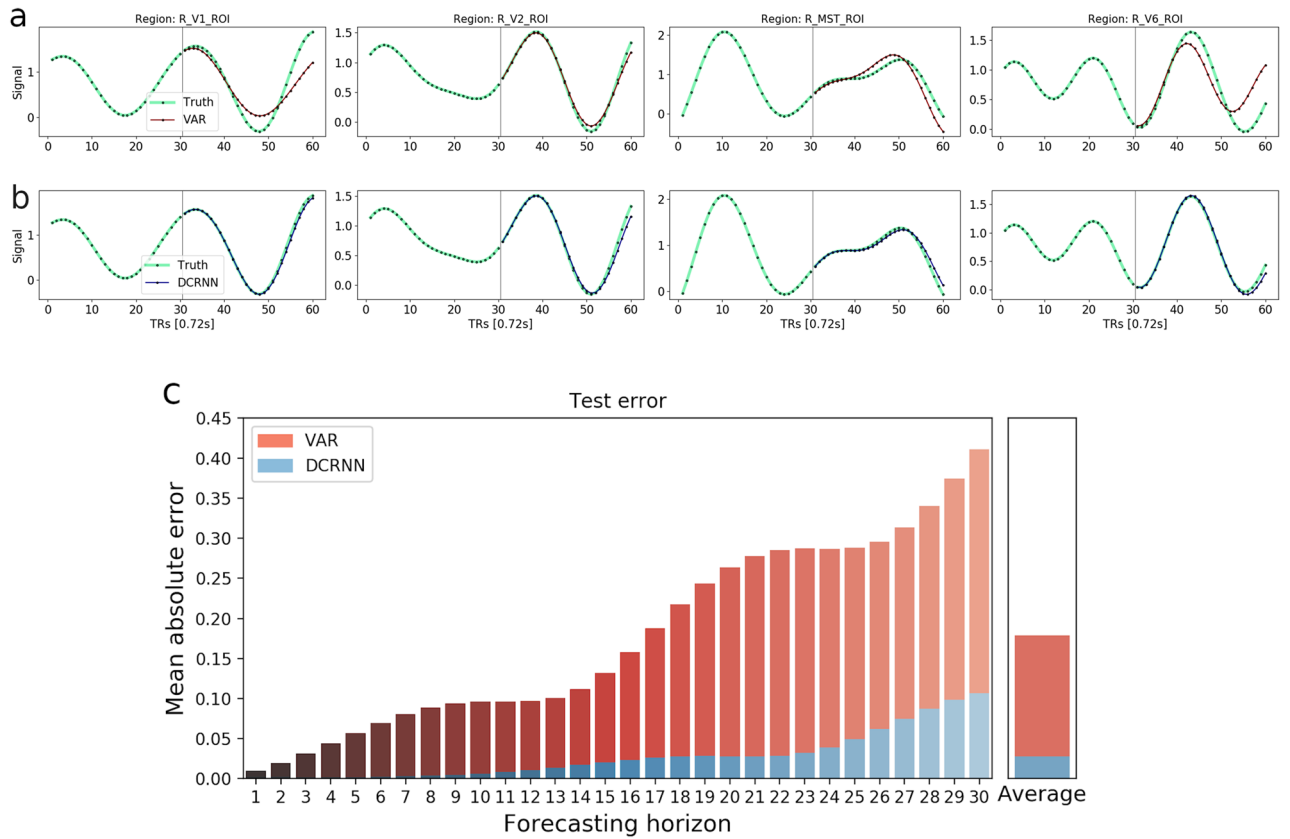 a
Region: R_V1_ROI
Region: R_V2_ROI
Region: R_MST_ROI
Region: R_V6_ROI
Signal
1
0
Truth
VAR
0 10 20 30 40 50 60
1.5
1.0
0.5
0.0
0 10 20 30 40 50 60
2
1
0
0 10 20 30 40 50 60
1.5
1.0
0.5
0.0
0 10 20 30 40 50 60
b
Signal
1
0
Truth
DCRNN
0 10 20 30 40 50 60
TRs [0.72s]
1.5
1.0
0.5
0.0
0 10 20 30 40 50 60
TRs [0.72s]
2
1
0
0 10 20 30 40 50 60
TRs [0.72s]
1.5
1.0
0.5
0.0
0 10 20 30 40 50 60
TRs [0.72s]
c
Test error
VAR
DCRNN
Mean absolute error
0.45
0.40
0.35
0.30
0.25
0.20
0.15
0.10
0.05
0.00
1 2 3 4 5 6 7 8 9 10 11 12 13 14 15 16 17 18 19 20 21 22 23 24 25 26 27 28 29 30
Average
Forecasting horizon